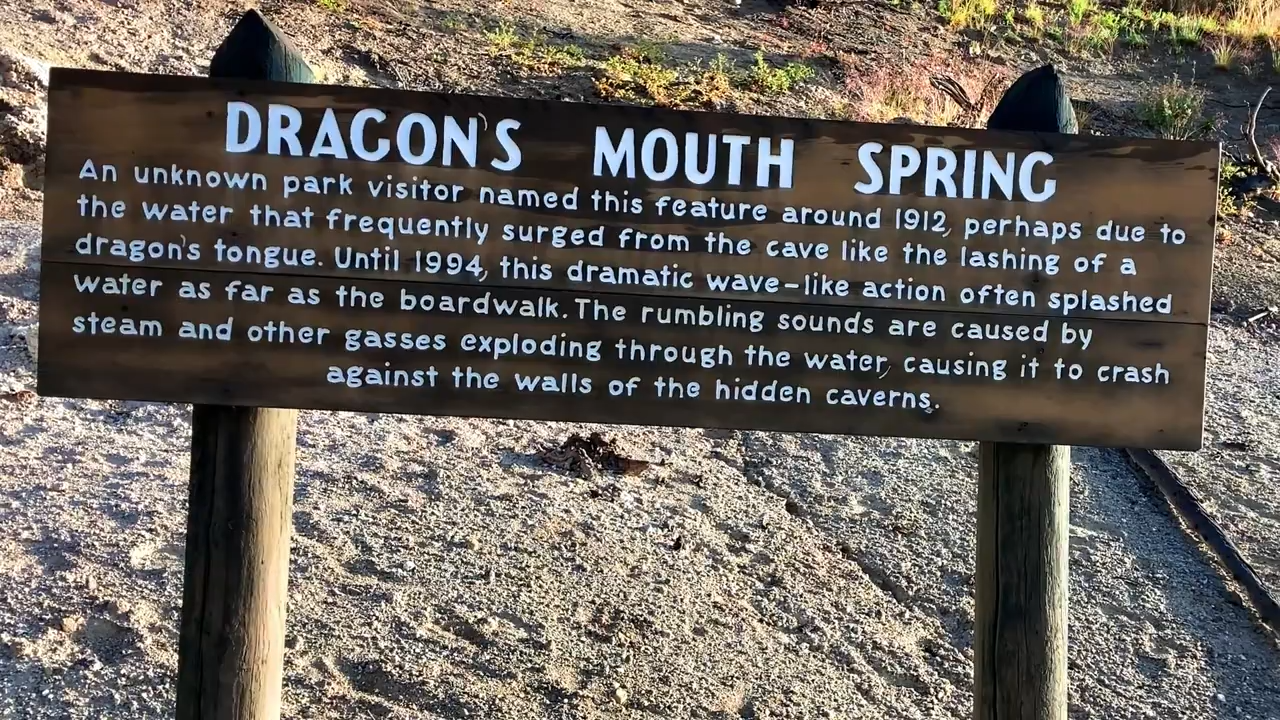 DRAGON'S MOUTH SPRING
An unknown park visitor named this feature around 1912, perhaps due to
the water that frequently surged from the cave like the lashing of a
dragon's tongue. Until 1994, this dramatic wave-like action often splashed
water as far as the boardwalk. The rumbling sounds are caused by
steam and other gasses exploding through the water, causing it to crash
against the walls of the hidden caverns.